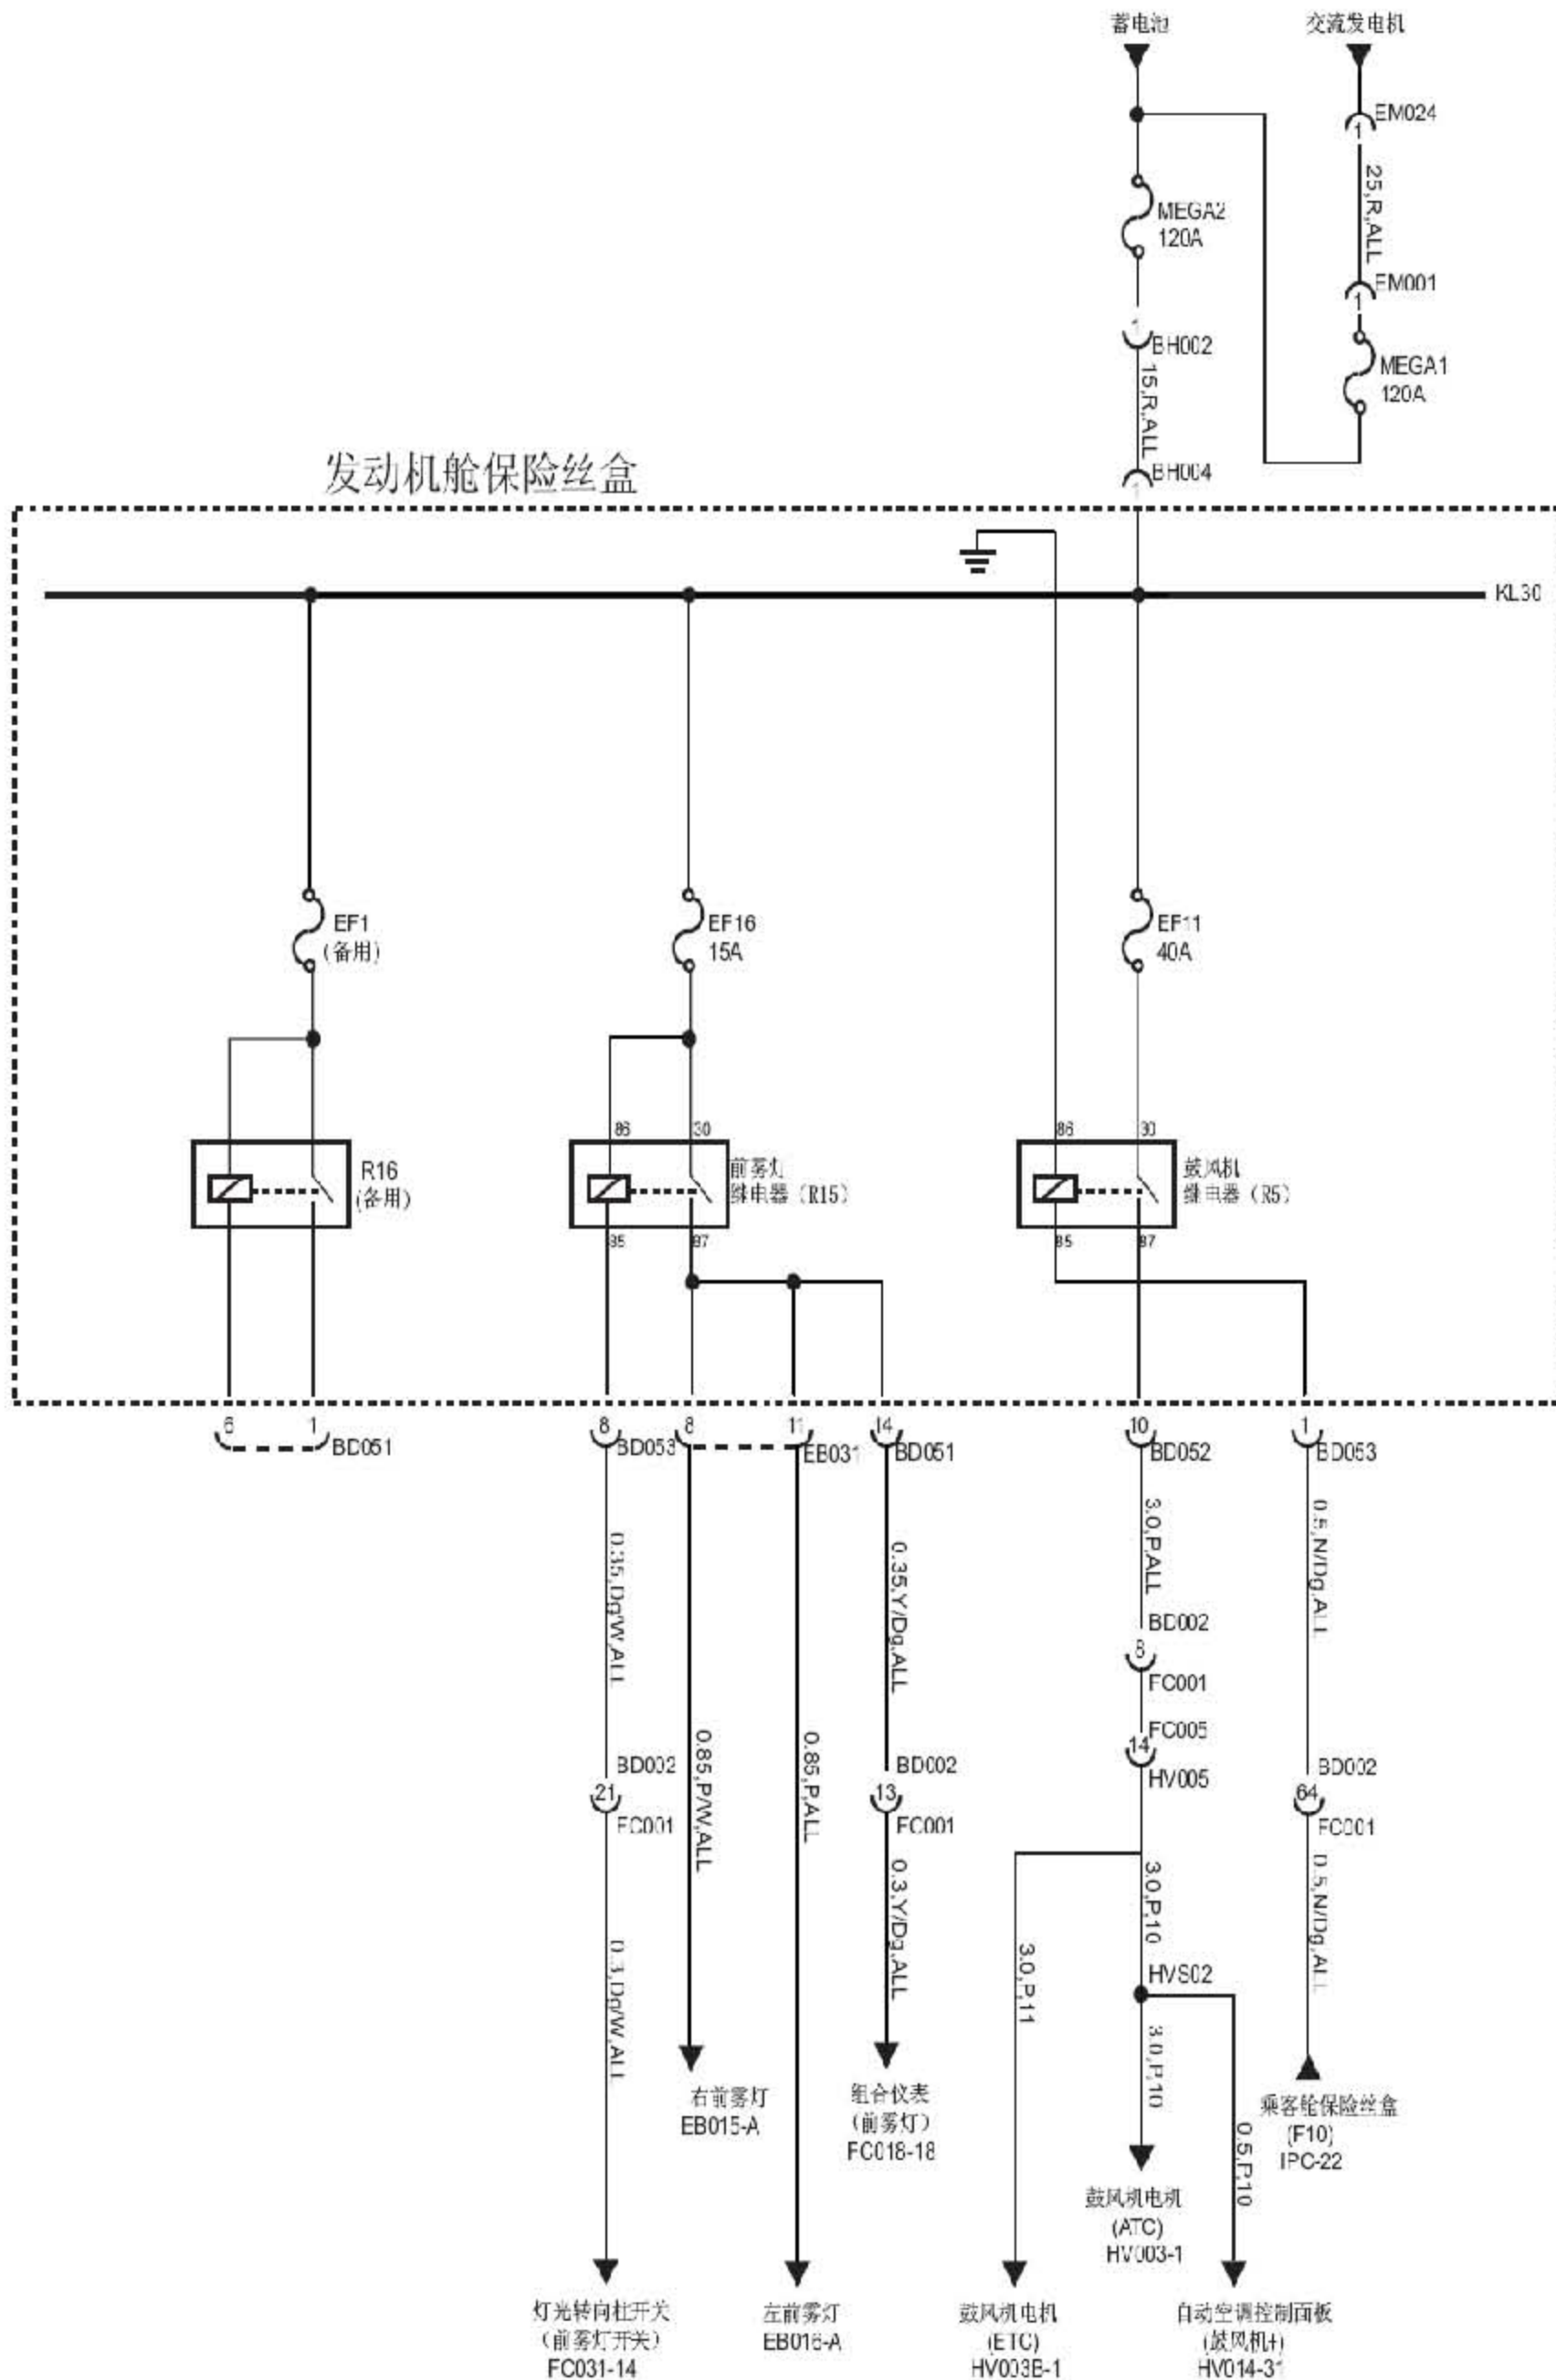 蓄电池
交流发电机
EM024
1
25,R,ALL
MEGA2
120A
EM001
1
1
BH002
MEGA1
120A
15,R,ALL
BH004
发动机舱保险丝盒
KL30
EF1
(备用)
EF16
15A
EF11
40A
86
30
86
30
R16
(备用)
前雾灯
继电器（R15）
鼓风机
继电器（R5）
85
87
85
87
6
1
BD051
8
BD053
8
11
EB031
14
BD051
10
BD052
1
BD053
0.35,Dg/W,ALL
0.35,Y/Dg,ALL
3.0,P,ALL
0.5,N/Dg,ALL
BD002
8
FC001
0.85,P/W,ALL
0.85,P,ALL
FC005
14
HV005
BD002
21
FC001
BD002
13
FC001
BD002
64
FC001
0.3,Dg/W,ALL
0.3,Y/Dg,ALL
3.0,P,11
3.0,P,10
HVS02
3.0,P,10
0.5,N/Dg,ALL
0.5,P,10
右前雾灯
EB015-A
组合仪表
（前雾灯）
FC018-18
乘客舱保险丝盒
(F10)
IPC-22
鼓风机电机
(ATC)
HV003-1
灯光转向柱开关
（前雾灯开关）
FC031-14
左前雾灯
EB016-A
鼓风机电机
(ETC)
HV003B-1
自动空调控制面板
(鼓风机+)
HV014-31